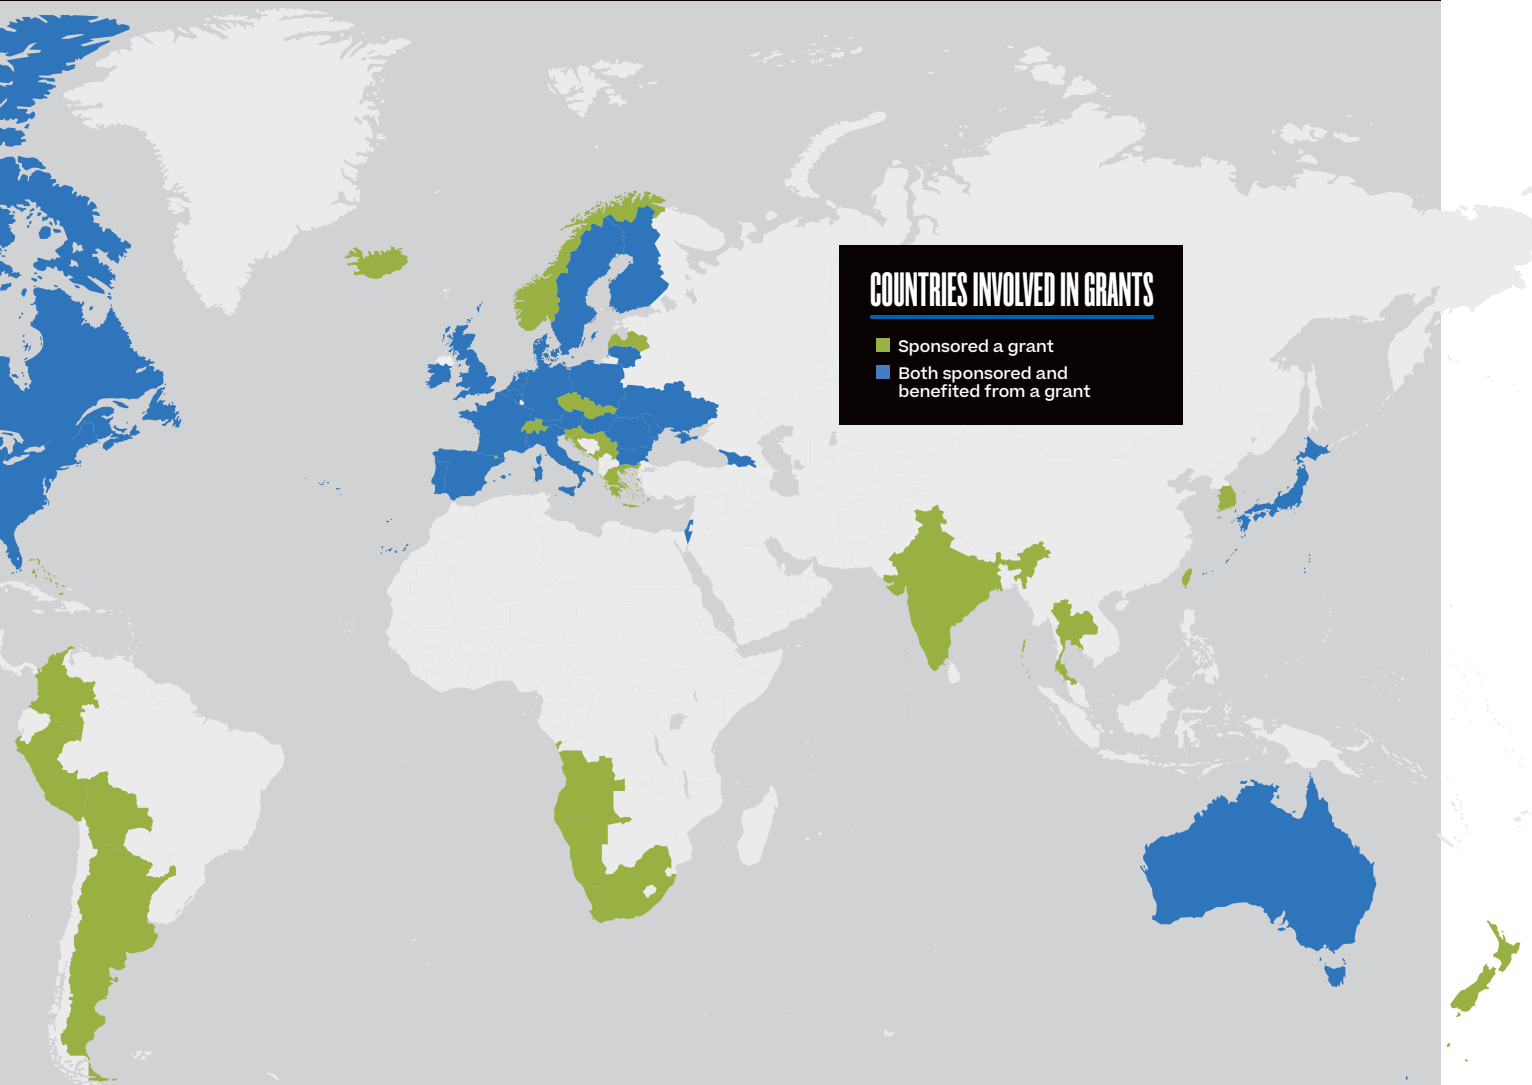 COUNTRIES INVOLVED IN GRANTS
Sponsored a grant
Both sponsored and
benefited from a grant